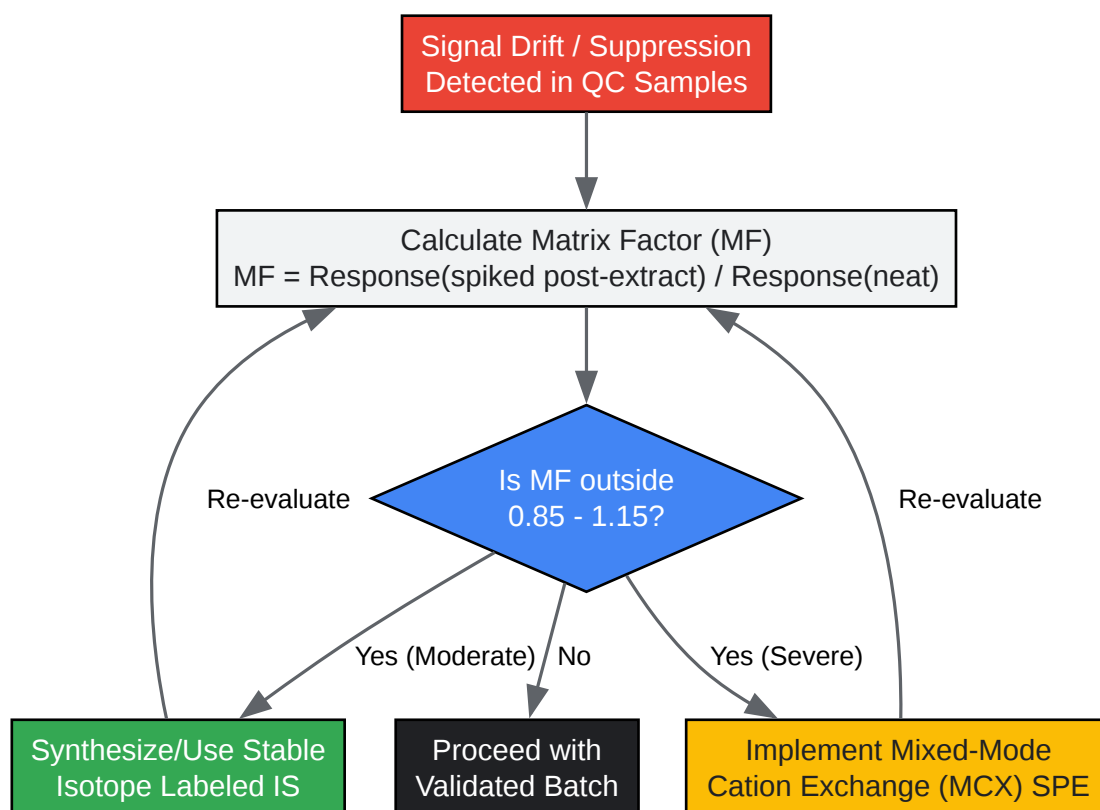 Signal Drift / Suppression
Detected in QC Samples
Calculate Matrix Factor (MF)
MF = Response(spiked post-extract) / Response(neat)
Is MF outside
0.85 - 1.15?
Re-evaluate
Re-evaluate
Yes (Moderate)
No
Yes (Severe)
Synthesize/Use Stable
Isotope Labeled IS
Proceed with
Validated Batch
Implement Mixed-Mode
Cation Exchange (MCX) SPE